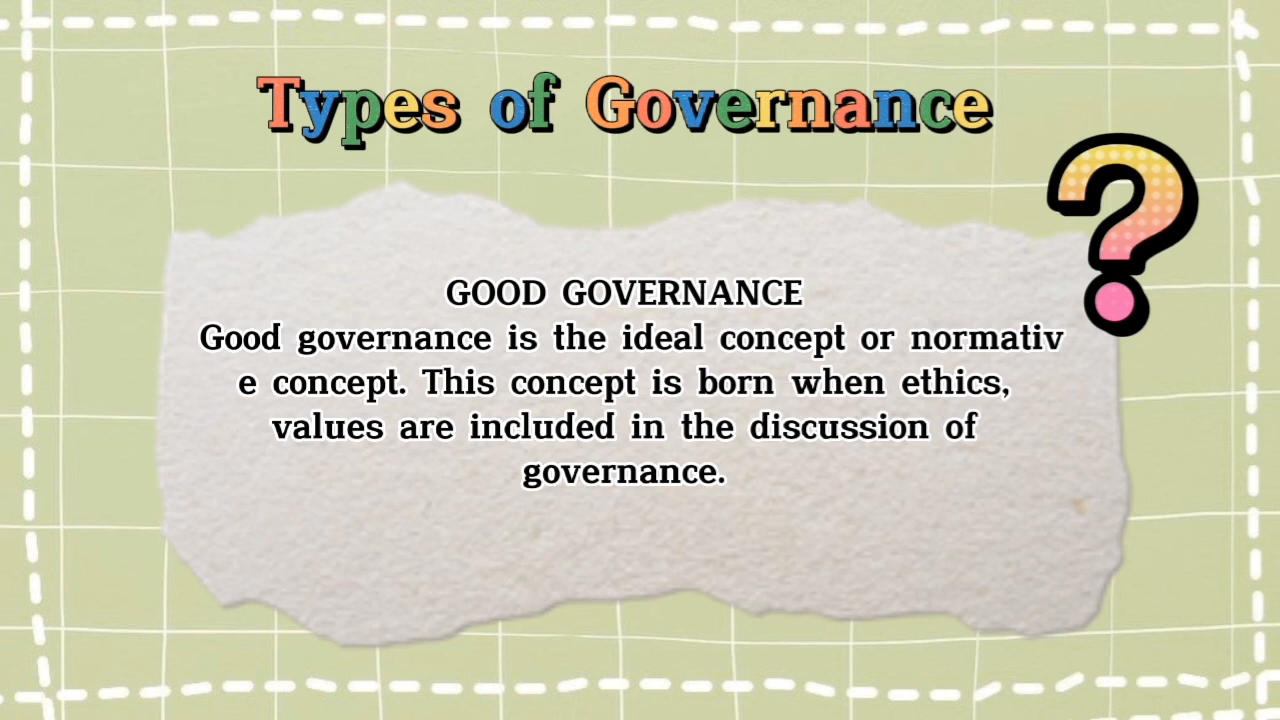 Types of Governance
?
GOOD GOVERNANCE
Good governance is the ideal concept or normativ
e concept. This concept is born when ethics,
values are included in the discussion of
governance.